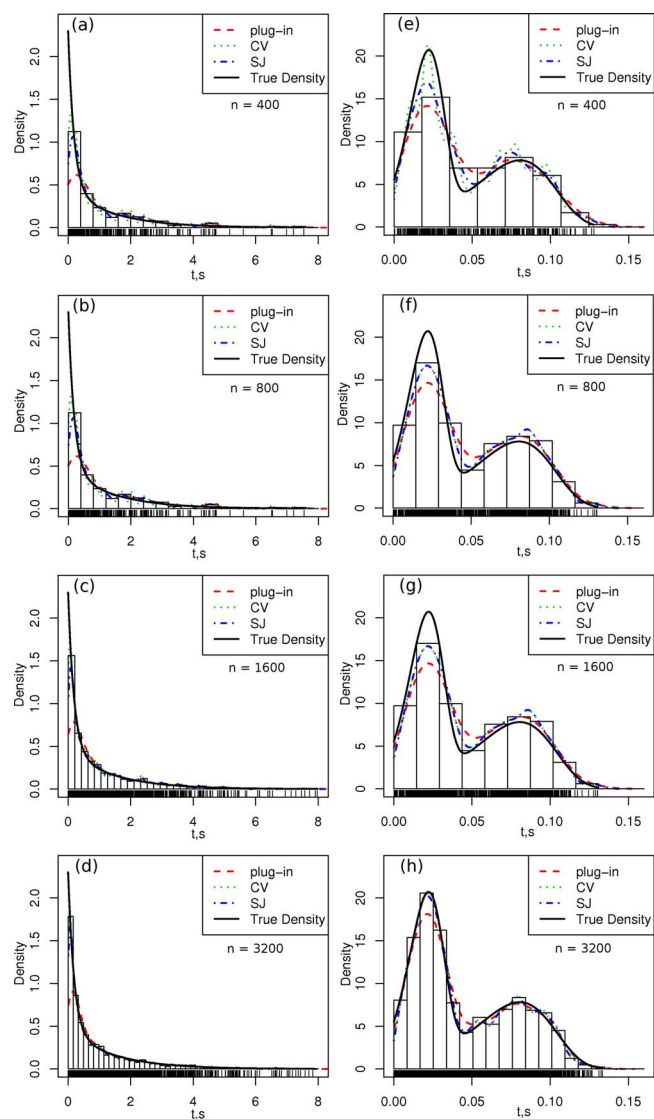 (a)
plug-in
CV
SJ
True Density
n = 400
Density
0.0 0.5 1.0 1.5 2.0
0 2 4 6 8
t,s
(e)
plug-in
CV
SJ
True Density
n = 400
Density
0 5 10 15 20
0.00 0.05 0.10 0.15
t,s
(b)
plug-in
CV
SJ
True Density
n = 800
Density
0.0 0.5 1.0 1.5 2.0
0 2 4 6 8
t,s
(f)
plug-in
CV
SJ
True Density
n = 800
Density
0 5 10 15 20
0.00 0.05 0.10 0.15
t,s
(c)
plug-in
CV
SJ
True Density
n = 1600
Density
0.0 0.5 1.0 1.5 2.0
0 2 4 6 8
t,s
(g)
plug-in
CV
SJ
True Density
n = 1600
Density
0 5 10 15 20
0.00 0.05 0.10 0.15
t,s
(d)
plug-in
CV
SJ
True Density
n = 3200
Density
0.0 0.5 1.0 1.5 2.0
0 2 4 6 8
t,s
(h)
plug-in
CV
SJ
True Density
n = 3200
Density
0 5 10 15 20
0.00 0.05 0.10 0.15
t,s